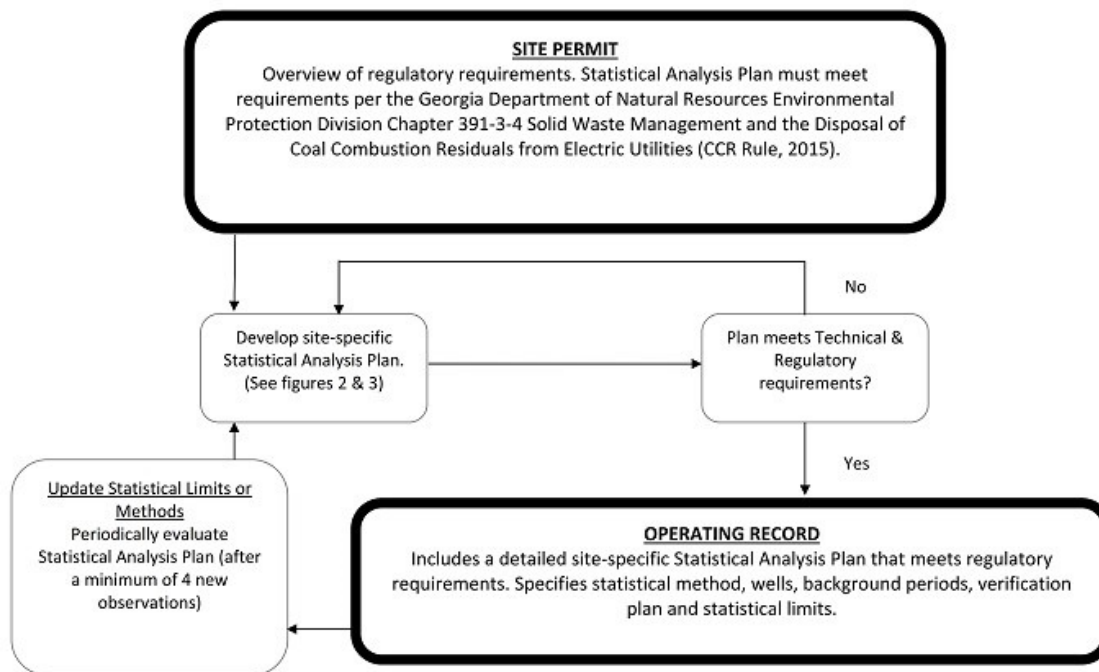 SITE PERMIT
Overview of regulatory requirements. Statistical Analysis Plan must meet
requirements per the Georgia Department of Natural Resources Environmental
Protection Division Chapter 391-3-4 Solid Waste Management and the Disposal of
Coal Combustion Residuals from Electric Utilities (CCR Rule, 2015).
No
Develop site-specific
Statistical Analysis Plan.
(See figures 2 & 3)
Plan meets Technical &
Regulatory
requirements?
Yes
Update Statistical Limits or
Methods
Periodically evaluate
Statistical Analysis Plan (after
a minimum of 4 new
observations)
OPERATING RECORD
Includes a detailed site-specific Statistical Analysis Plan that meets regulatory
requirements. Specifies statistical method, wells, background periods, verification
plan and statistical limits.